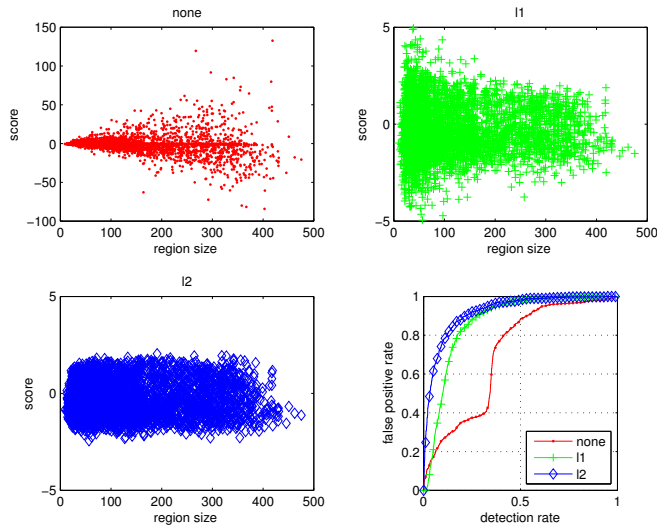 none
150
100
50
0
−50
−100
score
0 100 200 300 400 500
region size
l1
5
0
−5
score
0 100 200 300 400 500
region size
l2
5
0
−5
score
0 100 200 300 400 500
region size
1
0.8
0.6
0.4
0.2
0
false positive rate
none
l1
l2
0 0.5 1
detection rate